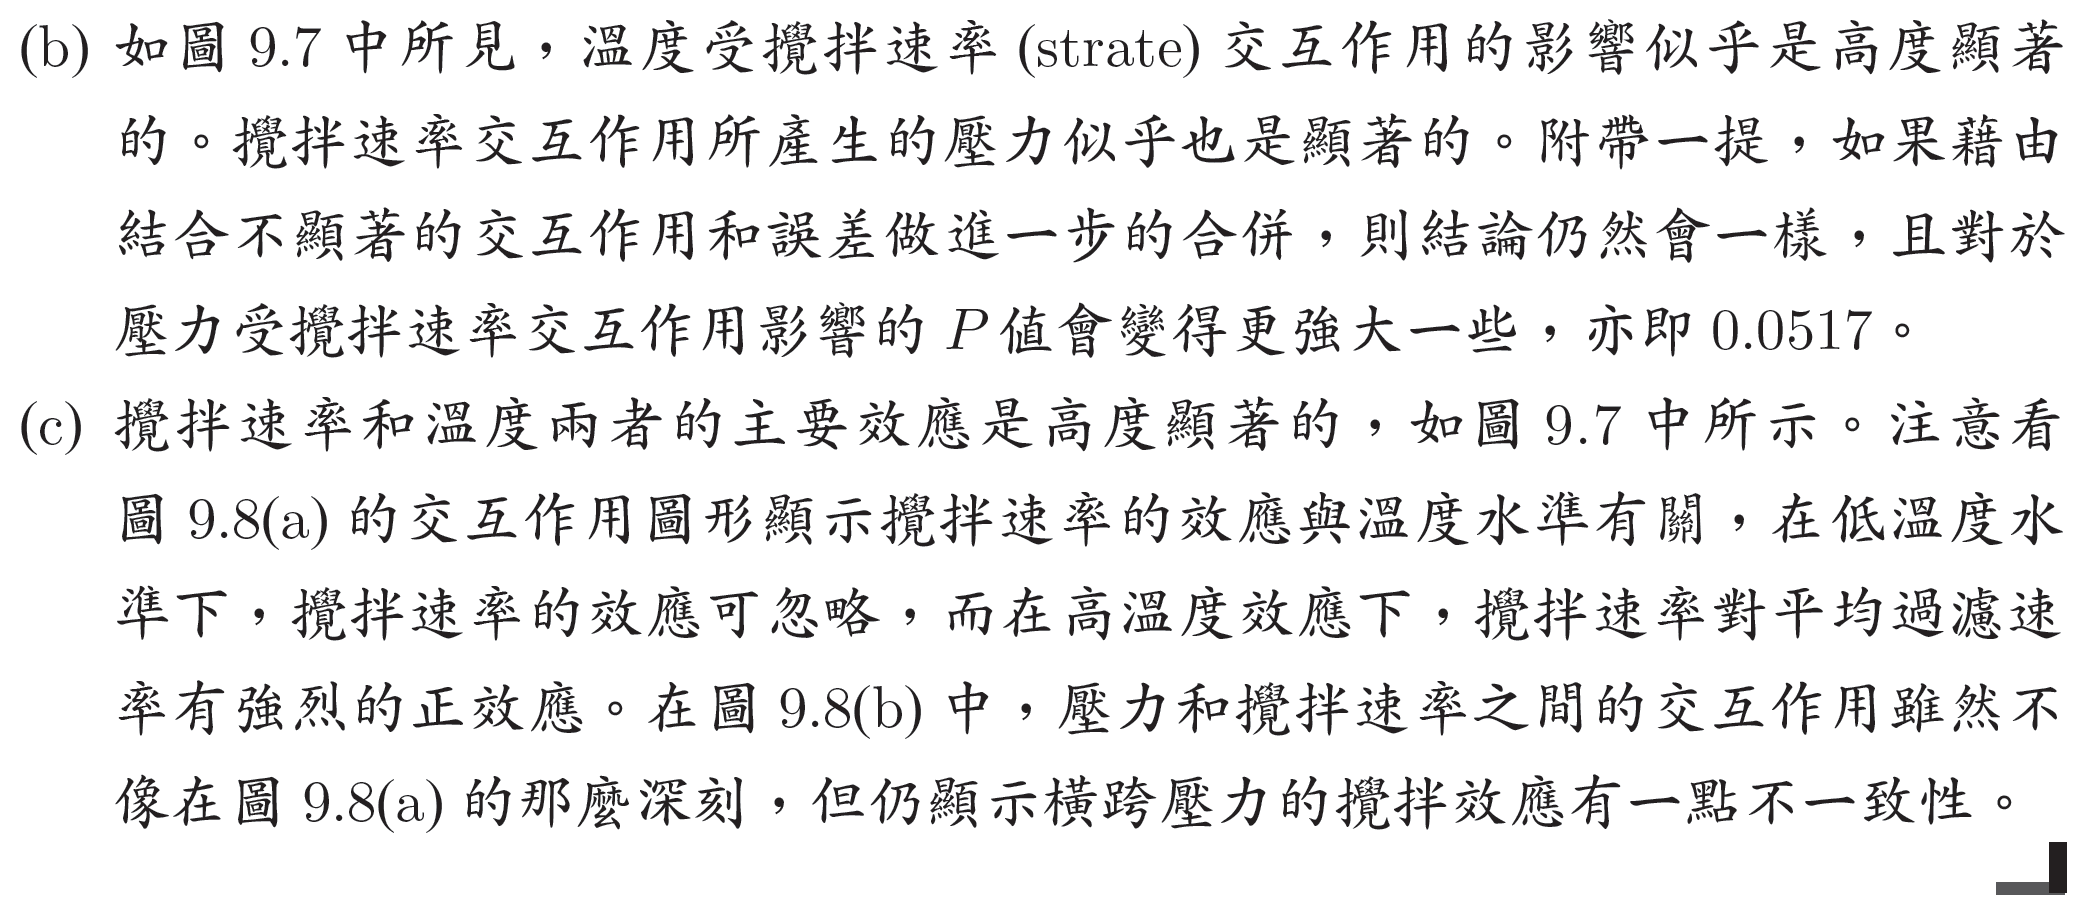 (b) 如圖 9.7 中所見，溫度受攪拌速率 (strate) 交互作用的影響似乎是高度顯著
的。攪拌速率交互作用所產生的壓力似乎也是顯著的。附帶一提，如果藉由
結合不顯著的交互作用和誤差做進一步的合併，則結論仍然會一樣，且對於
壓力受攪拌速率交互作用影響的 P 值會變得更強大一些，亦即 0.0517。
(c) 攪拌速率和溫度兩者的主要效應是高度顯著的，如圖 9.7 中所示。注意看
圖 9.8(a) 的交互作用圖形顯示攪拌速率的效應與溫度水準有關，在低溫度水
準下，攪拌速率的效應可忽略，而在高溫度效應下，攪拌速率對平均過濾速
率有強烈的正效應。在圖 9.8(b) 中，壓力和攪拌速率之間的交互作用雖然不
像在圖 9.8(a) 的那麼深刻，但仍顯示橫跨壓力的攪拌效應有一點不一致性。